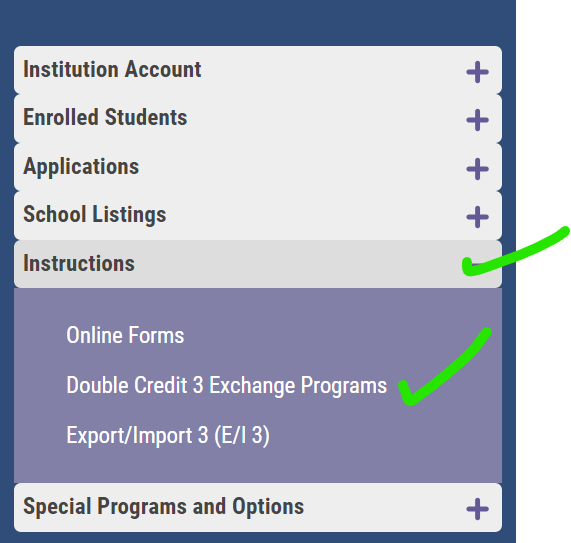 Institution Account
Enrolled Students
Applications
School Listings
Instructions
Online Forms
Double Credit 3 Exchange Programs
Export/Import 3 (E/I 3)
Special Programs and Options